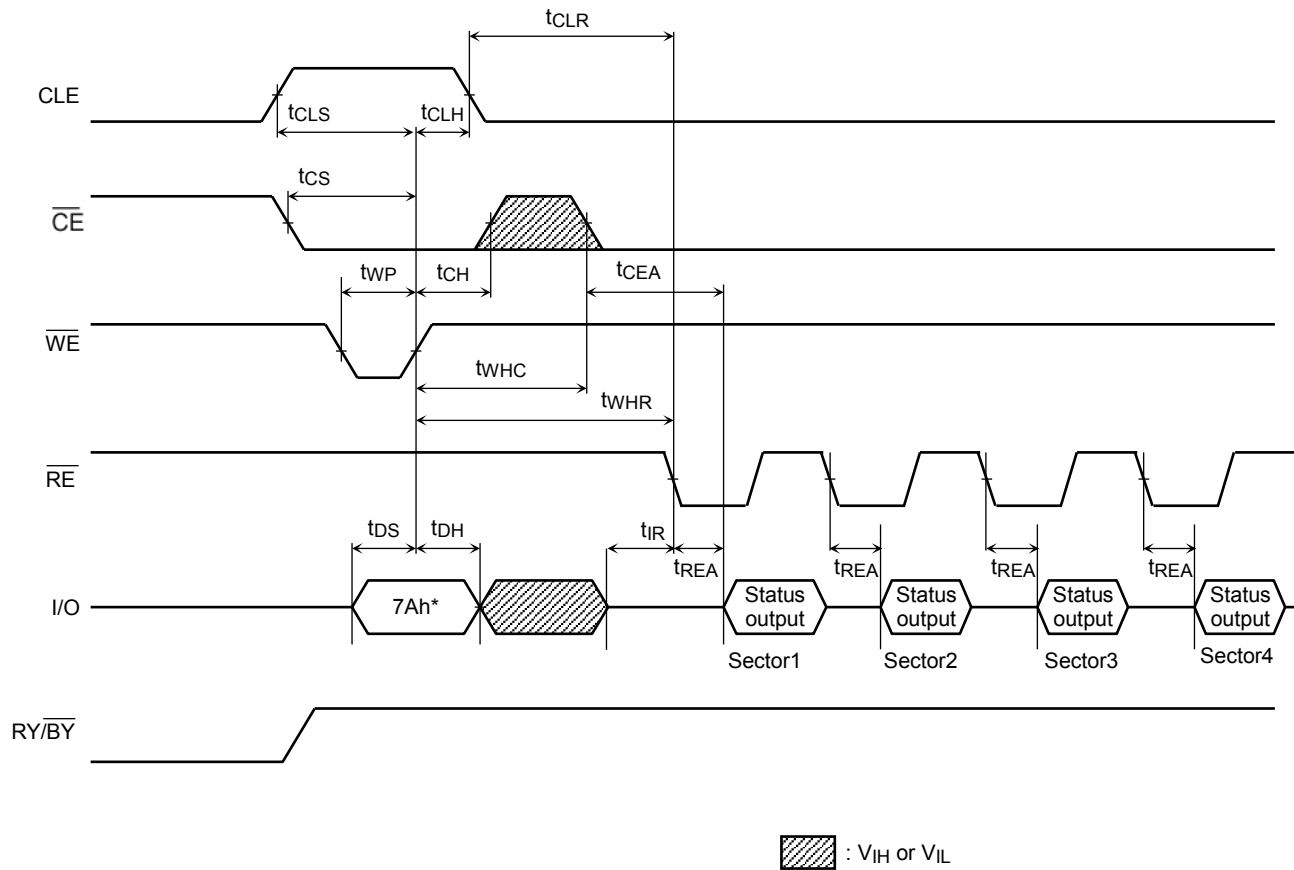 tCLR
CLE
tCLS
tCLH
tCS
CE
tWP
tCH
tCEA
WE
tWHC
tWHR
RE
tDS
tDH
tIR
tREA
tREA
tREA
tREA
I/O
7Ah*
Status
output
Status
output
Status
output
Status
output
Sector1
Sector2
Sector3
Sector4
RY/BY
: VIH or VIL